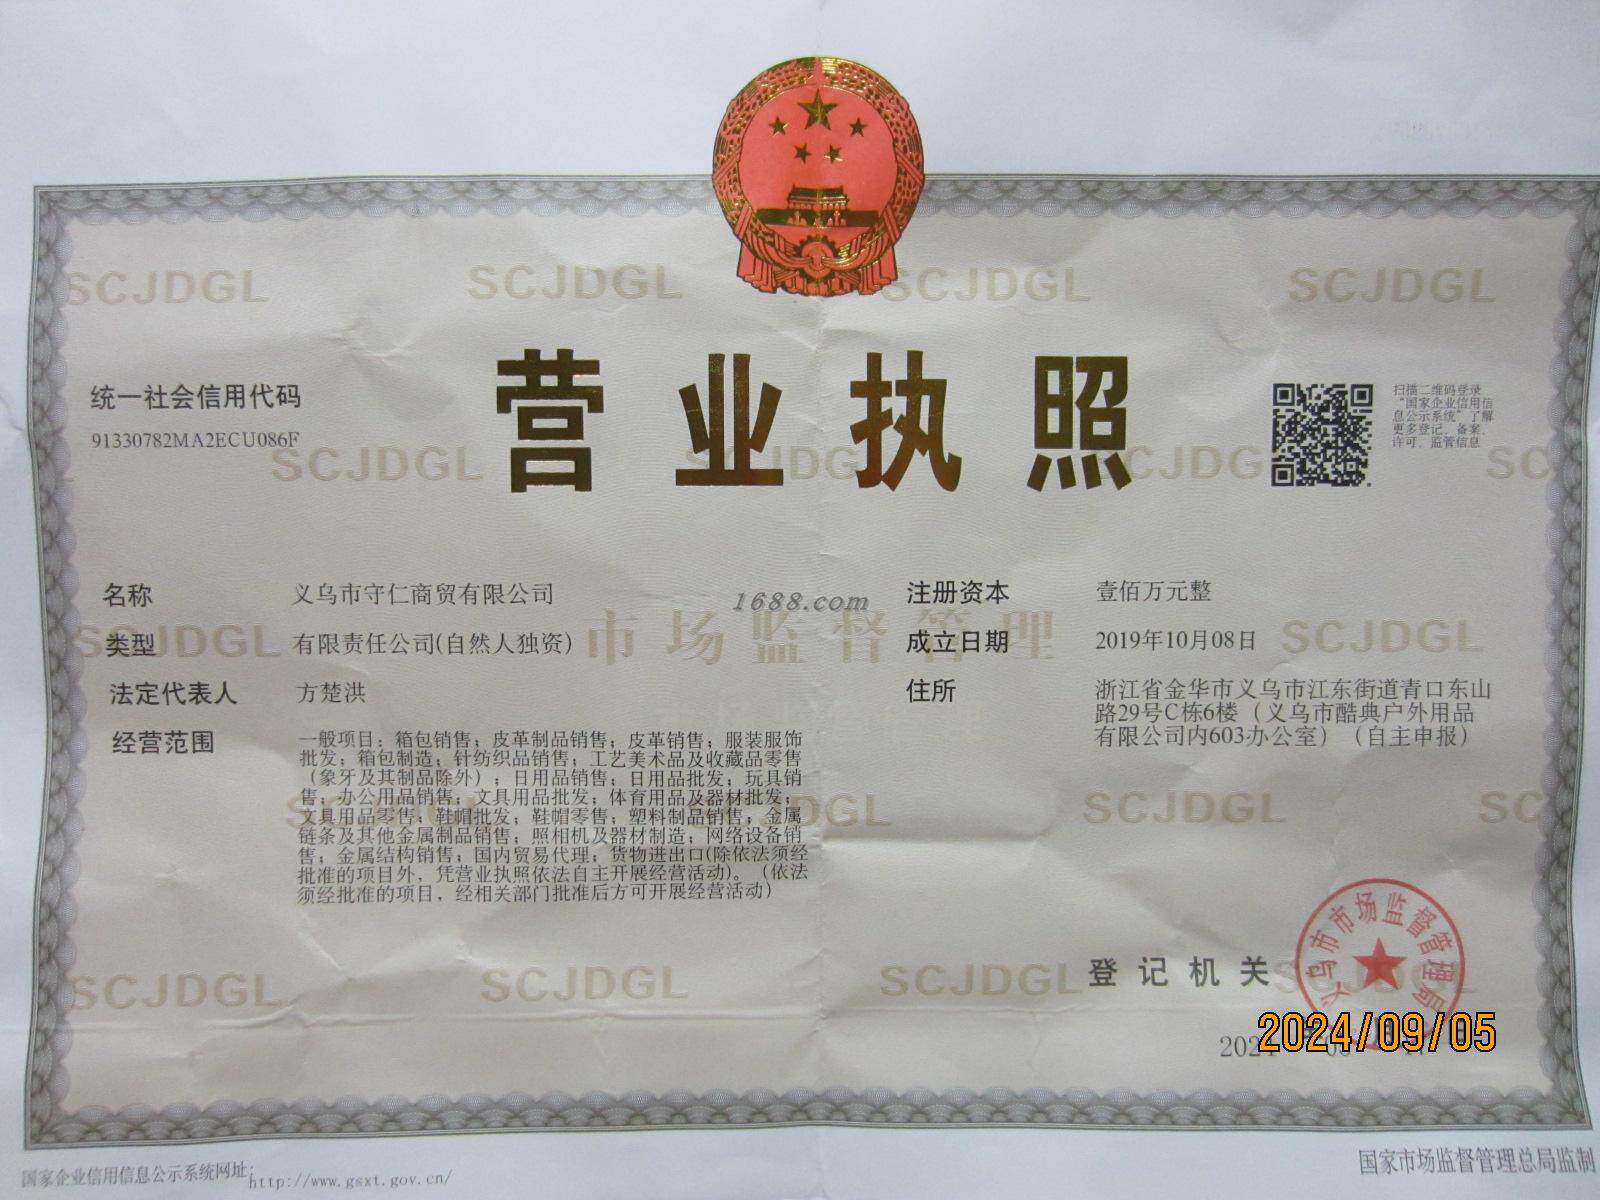 SCJDGL SCJDGL SCJDGL SCJDGL
营业执照
统一社会信用代码
91330782MA2ECU086F
扫描二维码登录
“国家企业信用信
息公示系统”了解
更多登记、备案、
许可、监管信息
SCJDGL SCJDGL SCJDGL SC
名称 义乌市守仁商贸有限公司
类型 有限责任公司(自然人独资)
法定代表人 方楚洪
经营范围 一般项目：箱包销售；皮革制品销售；皮革销售；服装服饰
批发；箱包制造；针纺织品销售；工艺美术品及收藏品零售
（象牙及其制品除外）；日用品销售；日用品批发；玩具销
售；办公用品销售；文具用品批发；体育用品及器材批发；
文具用品零售；鞋帽批发；鞋帽零售；塑料制品销售；金属
链条及其他金属制品销售；照相机及器材制造；网络设备销
售；金属结构销售；国内贸易代理；货物进出口(除依法须经
批准的项目外，凭营业执照依法自主开展经营活动)。（依法
须经批准的项目，经相关部门批准后方可开展经营活动）
1688.com
市场监督管理
SCJDGL SCJDGL
注册资本 壹佰万元整
成立日期 2019年10月08日
住所 浙江省金华市义乌市江东街道青口东山
路29号C栋6楼（义乌市酷典户外用品
有限公司内603办公室）（自主申报）
SCJDGL SC
SCJDGL SCJDGL SCJDGL SCJDGL
登记机关
义乌市市场监督管理局
2024/09/05
国家企业信用信息公示系统网址：http://www.gsxt.gov.cn/
国家市场监督管理总局监制